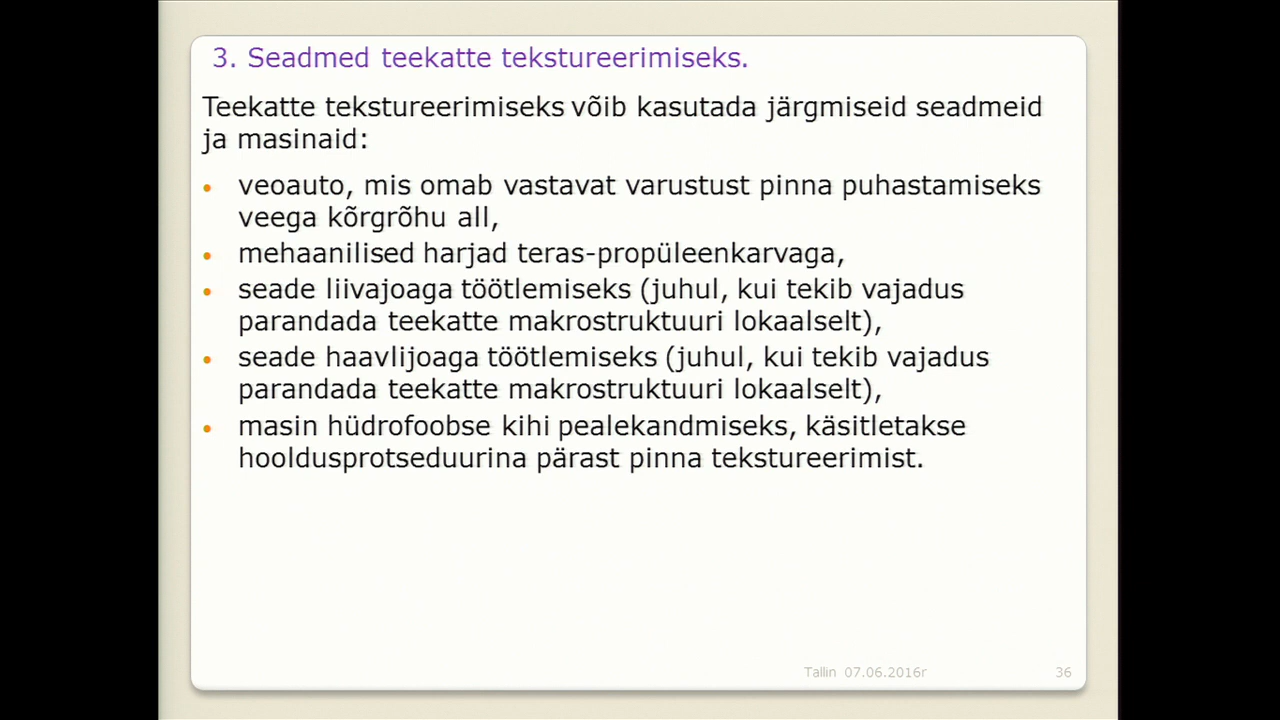 3. Seadmed teekatte tekstureerimiseks.
Teekatte tekstureerimiseks võib kasutada järgmiseid seadmeid
ja masinaid:
• veoauto, mis omab vastavat varustust pinna puhastamiseks
veega kõrgrõhu all,
• mehaanilised harjad teras-propüleenkarvaga,
• seade liivajoaga töötlemiseks (juhul, kui tekib vajadus
parandada teekatte makrostruktuuri lokaalselt),
• seade haavlijoaga töötlemiseks (juhul, kui tekib vajadus
parandada teekatte makrostruktuuri lokaalselt),
• masin hüdrofoobse kihi pealekandmiseks, käsitletakse
hooldusprotseduurina pärast pinna tekstureerimist.
Tallin 07.06.2016r 36